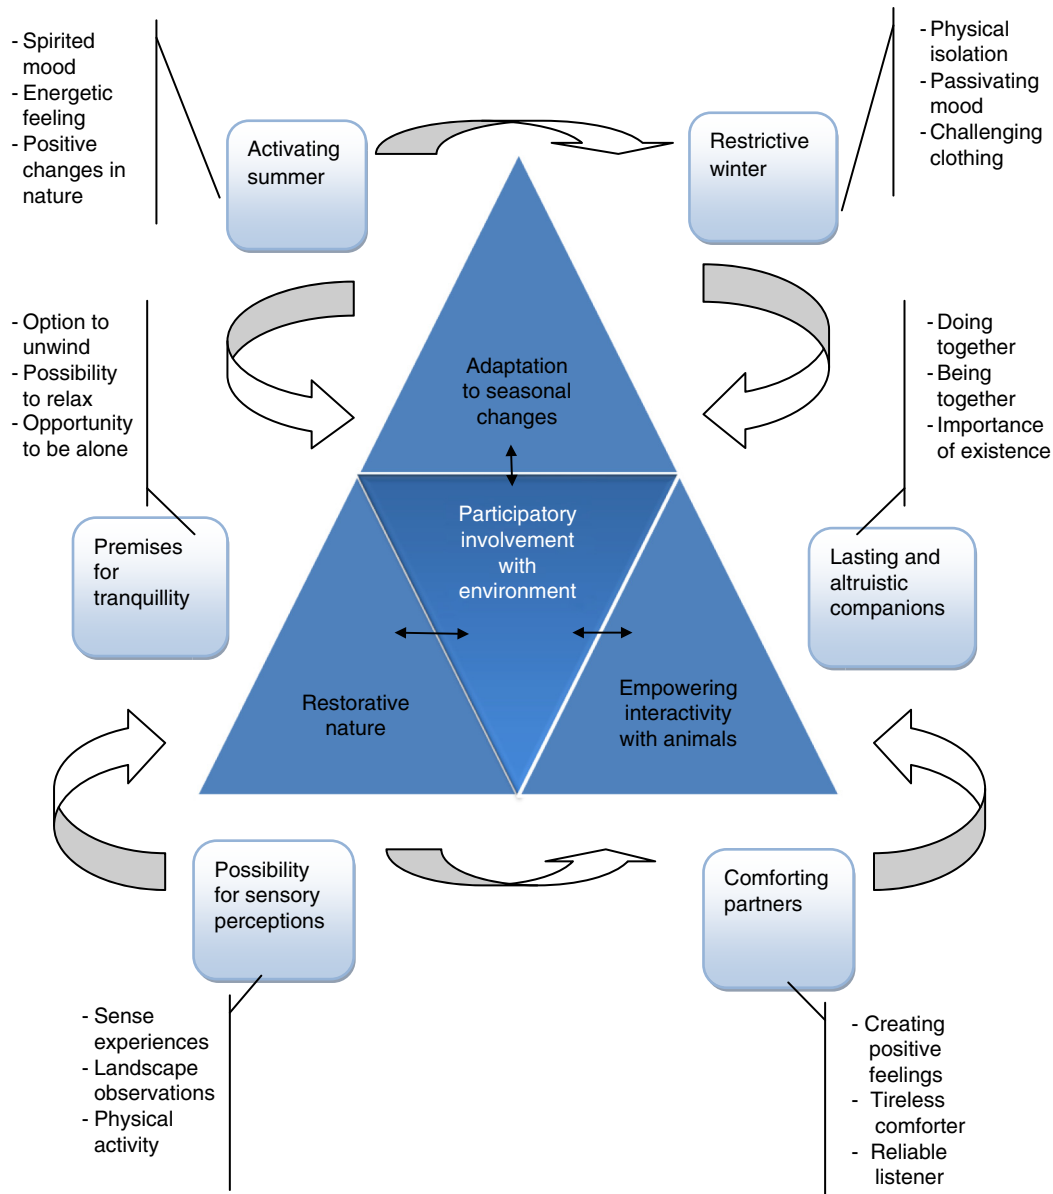 - Spirited
mood
- Energetic
feeling
- Positive
changes in
nature
Activating
summer
Restrictive
winter
- Physical
isolation
- Passivating
mood
- Challenging
clothing
- Option to
unwind
- Possibility
to relax
- Opportunity
to be alone
Adaptation
to seasonal
changes
- Doing
together
- Being
together
- Importance
of existence
Premises
for
tranquillity
Participatory
involvement
with
environment
Lasting and
altruistic
companions
Restorative
nature
Empowering
interactivity
with animals
Possibility
for sensory
perceptions
Comforting
partners
- Sense
experiences
- Landscape
observations
- Physical
activity
- Creating
positive
feelings
- Tireless
comforter
- Reliable
listener